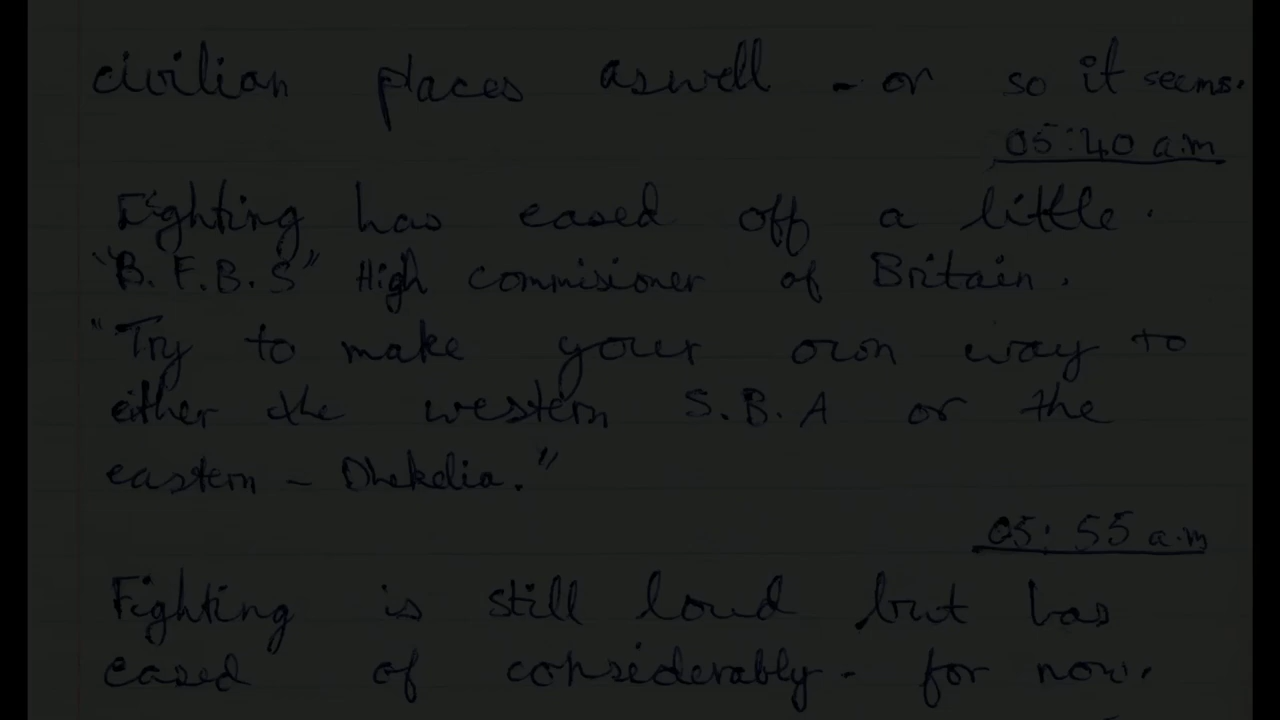 civilian places aswell - or so it seems.
05:40 a.m
Fighting has eased off a little.
"B.F.B.S" High commisioner of Britain.
"Try to make your own way to
either the western S.B.A or the
eastern - Dhekelia."
05:55 a.m
Fighting is still loud but has
eased of considerably - for now.